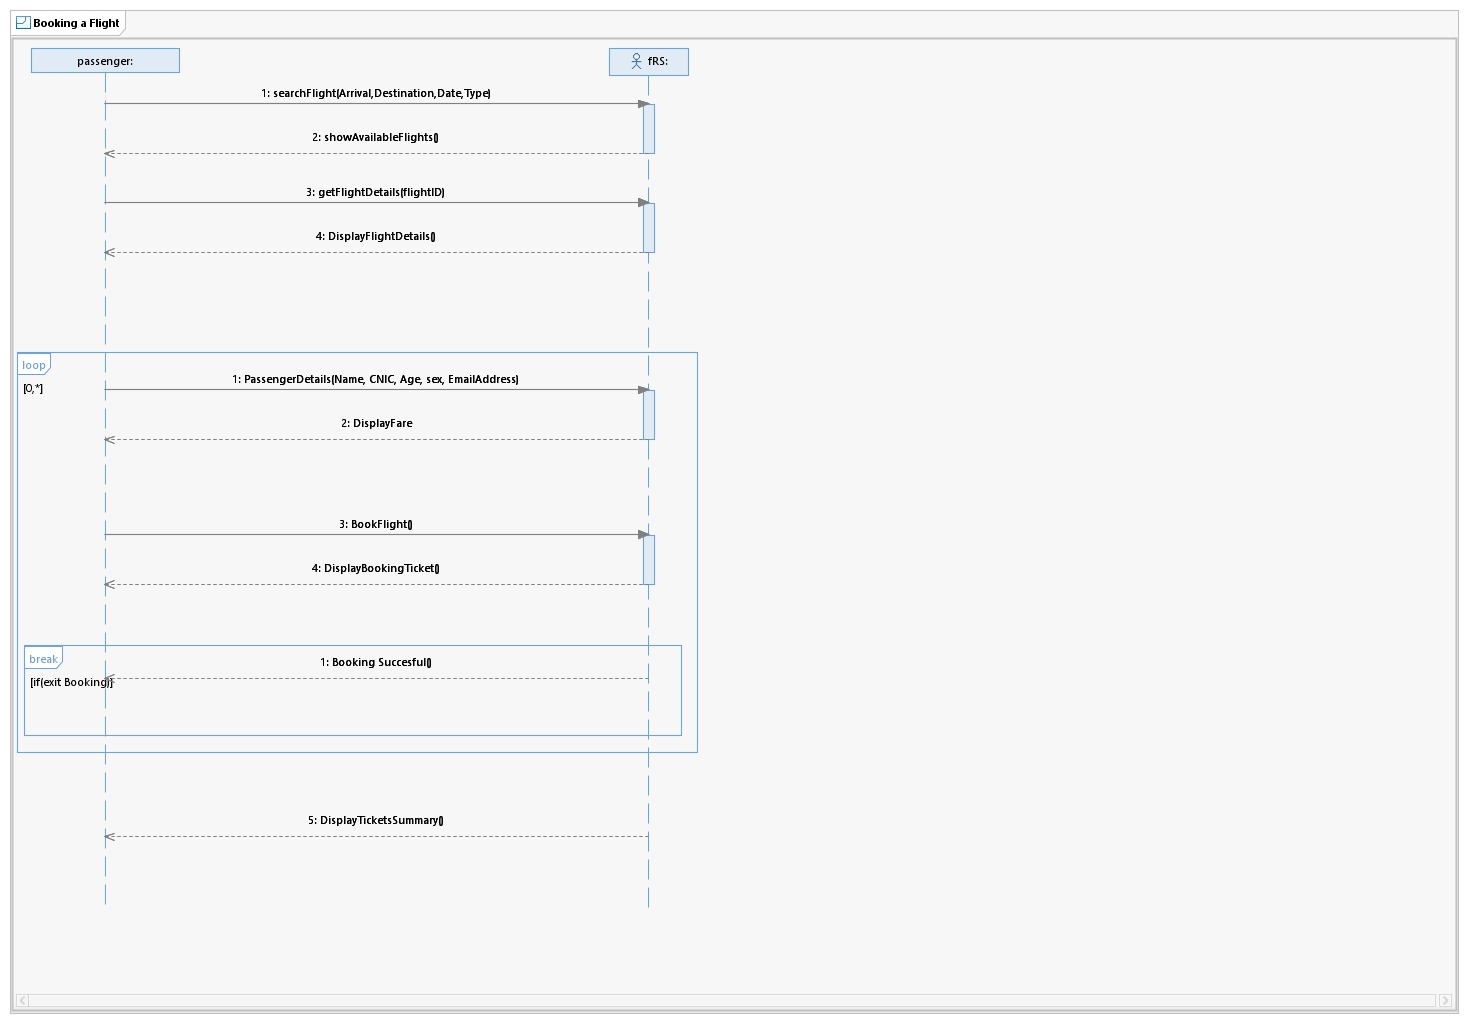 Booking a Flight
passenger:
fRS:
1: searchFlight(Arrival,Destination,Date,Type)
2: showAvailableFlights()
3: getFlightDetails(flightID)
4: DisplayFlightDetails()
loop
[0,*]
1: PassengerDetails(Name, CNIC, Age, sex, EmailAddress)
2: DisplayFare
3: BookFlight()
4: DisplayBookingTicket()
break
[if(exit Booking)]
1: Booking Succesful()
5: DisplayTicketsSummary()